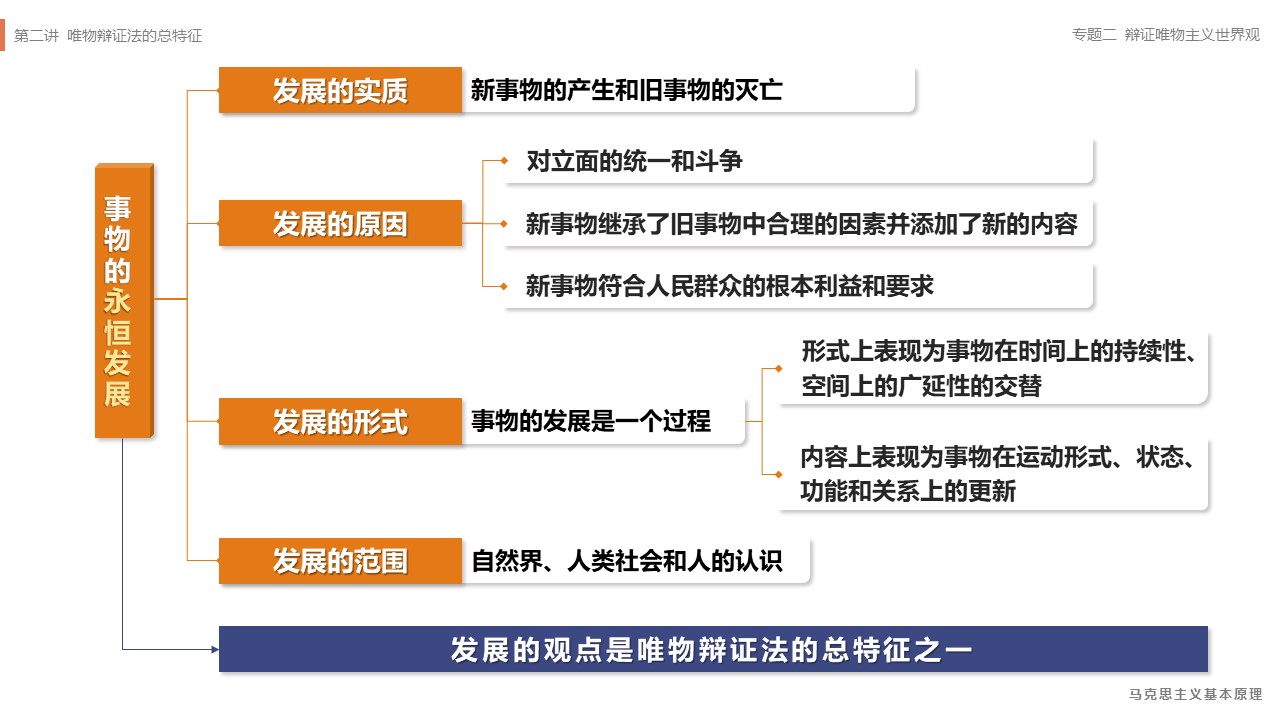 第二讲 唯物辩证法的总特征
专题二 辩证唯物主义世界观
发展的实质
新事物的产生和旧事物的灭亡
事物的永恒发展
发展的原因
对立面的统一和斗争
新事物继承了旧事物中合理的因素并添加了新的内容
新事物符合人民群众的根本利益和要求
发展的形式
事物的发展是一个过程
形式上表现为事物在时间上的持续性、
空间上的广延性的交替
内容上表现为事物在运动形式、状态、
功能和关系上的更新
发展的范围
自然界、人类社会和人的认识
发展的观点是唯物辩证法的总特征之一
马克思主义基本原理